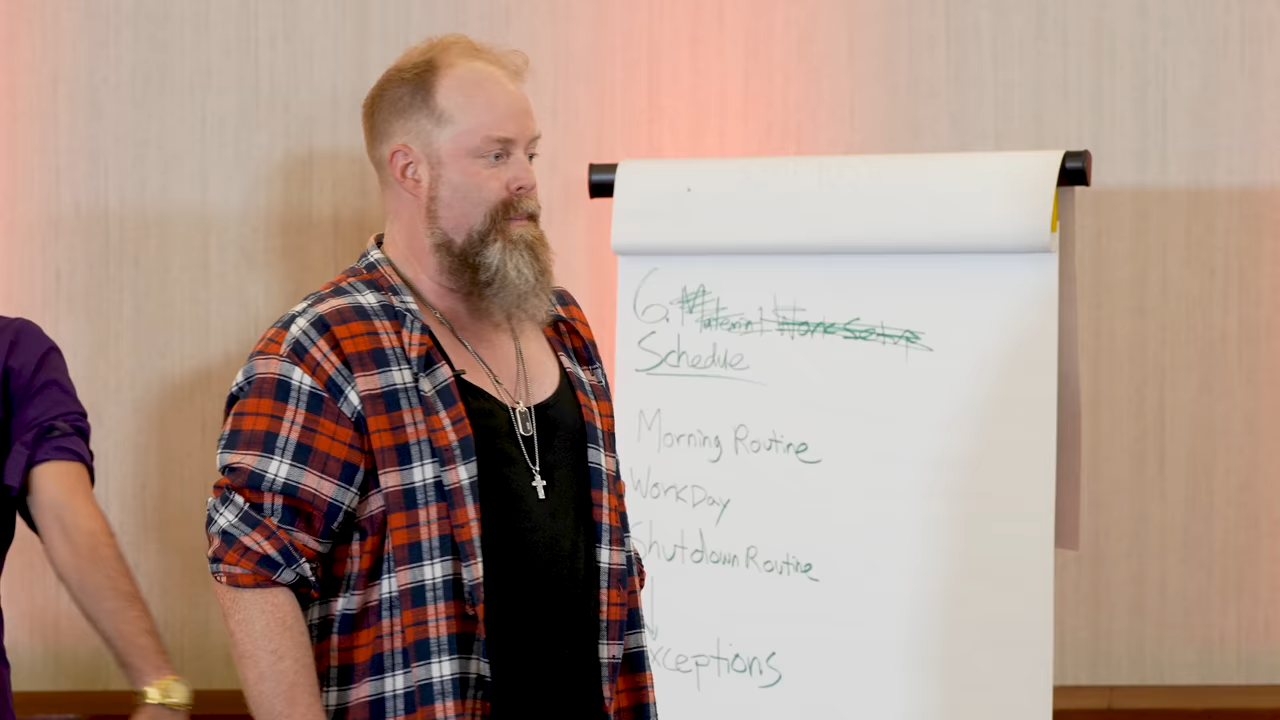 6.
Schedule
Morning Routine
WorkDay
Shutdown Routine
xceptions